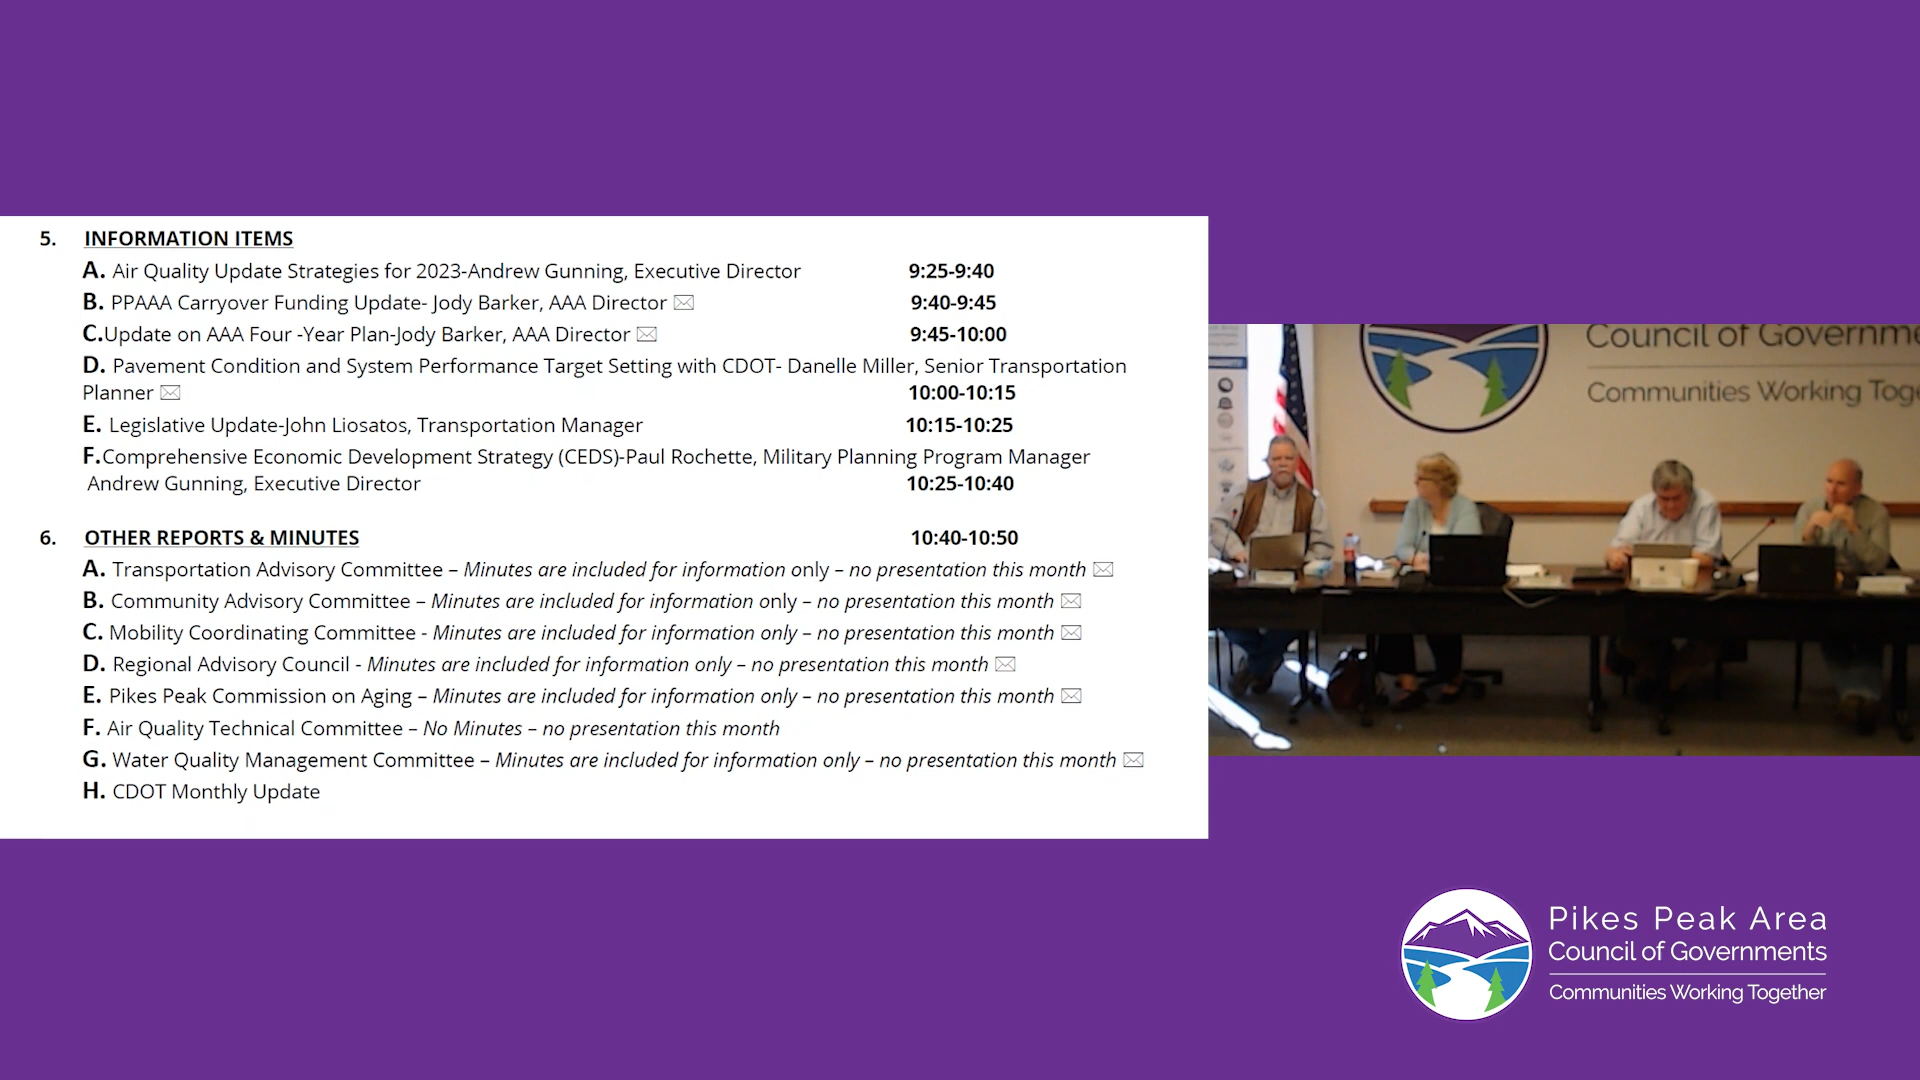 5. INFORMATION ITEMS
A. Air Quality Update Strategies for 2023-Andrew Gunning, Executive Director 9:25-9:40
B. PPAAA Carryover Funding Update- Jody Barker, AAA Director ✉ 9:40-9:45
C.Update on AAA Four -Year Plan-Jody Barker, AAA Director ✉ 9:45-10:00
D. Pavement Condition and System Performance Target Setting with CDOT- Danelle Miller, Senior Transportation
Planner ✉ 10:00-10:15
E. Legislative Update-John Liosatos, Transportation Manager 10:15-10:25
F.Comprehensive Economic Development Strategy (CEDS)-Paul Rochette, Military Planning Program Manager
Andrew Gunning, Executive Director 10:25-10:40
6. OTHER REPORTS & MINUTES 10:40-10:50
A. Transportation Advisory Committee – Minutes are included for information only – no presentation this month ✉
B. Community Advisory Committee – Minutes are included for information only – no presentation this month ✉
C. Mobility Coordinating Committee - Minutes are included for information only – no presentation this month ✉
D. Regional Advisory Council - Minutes are included for information only – no presentation this month ✉
E. Pikes Peak Commission on Aging – Minutes are included for information only – no presentation this month ✉
F. Air Quality Technical Committee – No Minutes – no presentation this month
G. Water Quality Management Committee – Minutes are included for information only – no presentation this month ✉
H. CDOT Monthly Update
Council of Governme
Communities Working Toge
Pikes Peak Area
Council of Governments
Communities Working Together